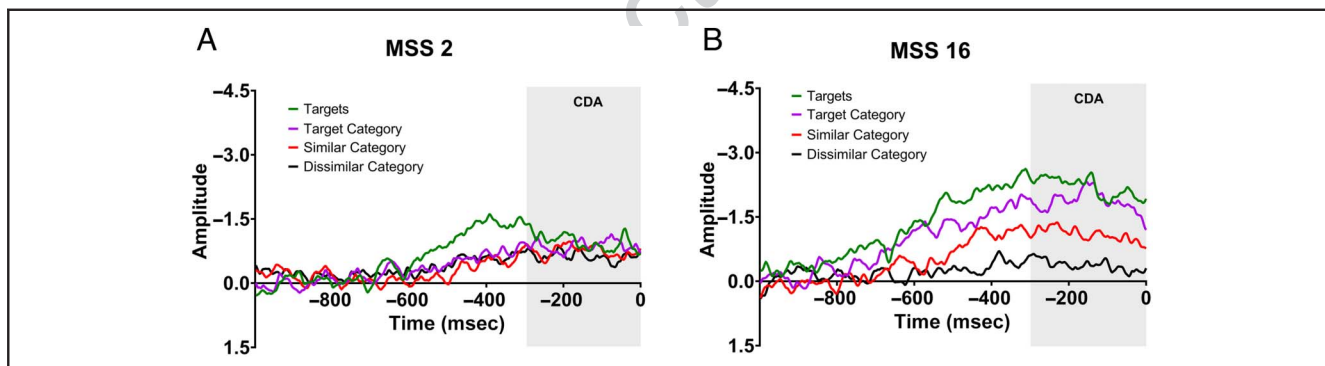 A
MSS 2
Amplitude
−4.5
−3.0
−1.5
0.0
1.5
Targets
Target Category
Similar Category
Dissimilar Category
CDA
−800
−600
−400
−200
0
Time (msec)
B
MSS 16
Amplitude
−4.5
−3.0
−1.5
0.0
1.5
Targets
Target Category
Similar Category
Dissimilar Category
CDA
−800
−600
−400
−200
0
Time (msec)